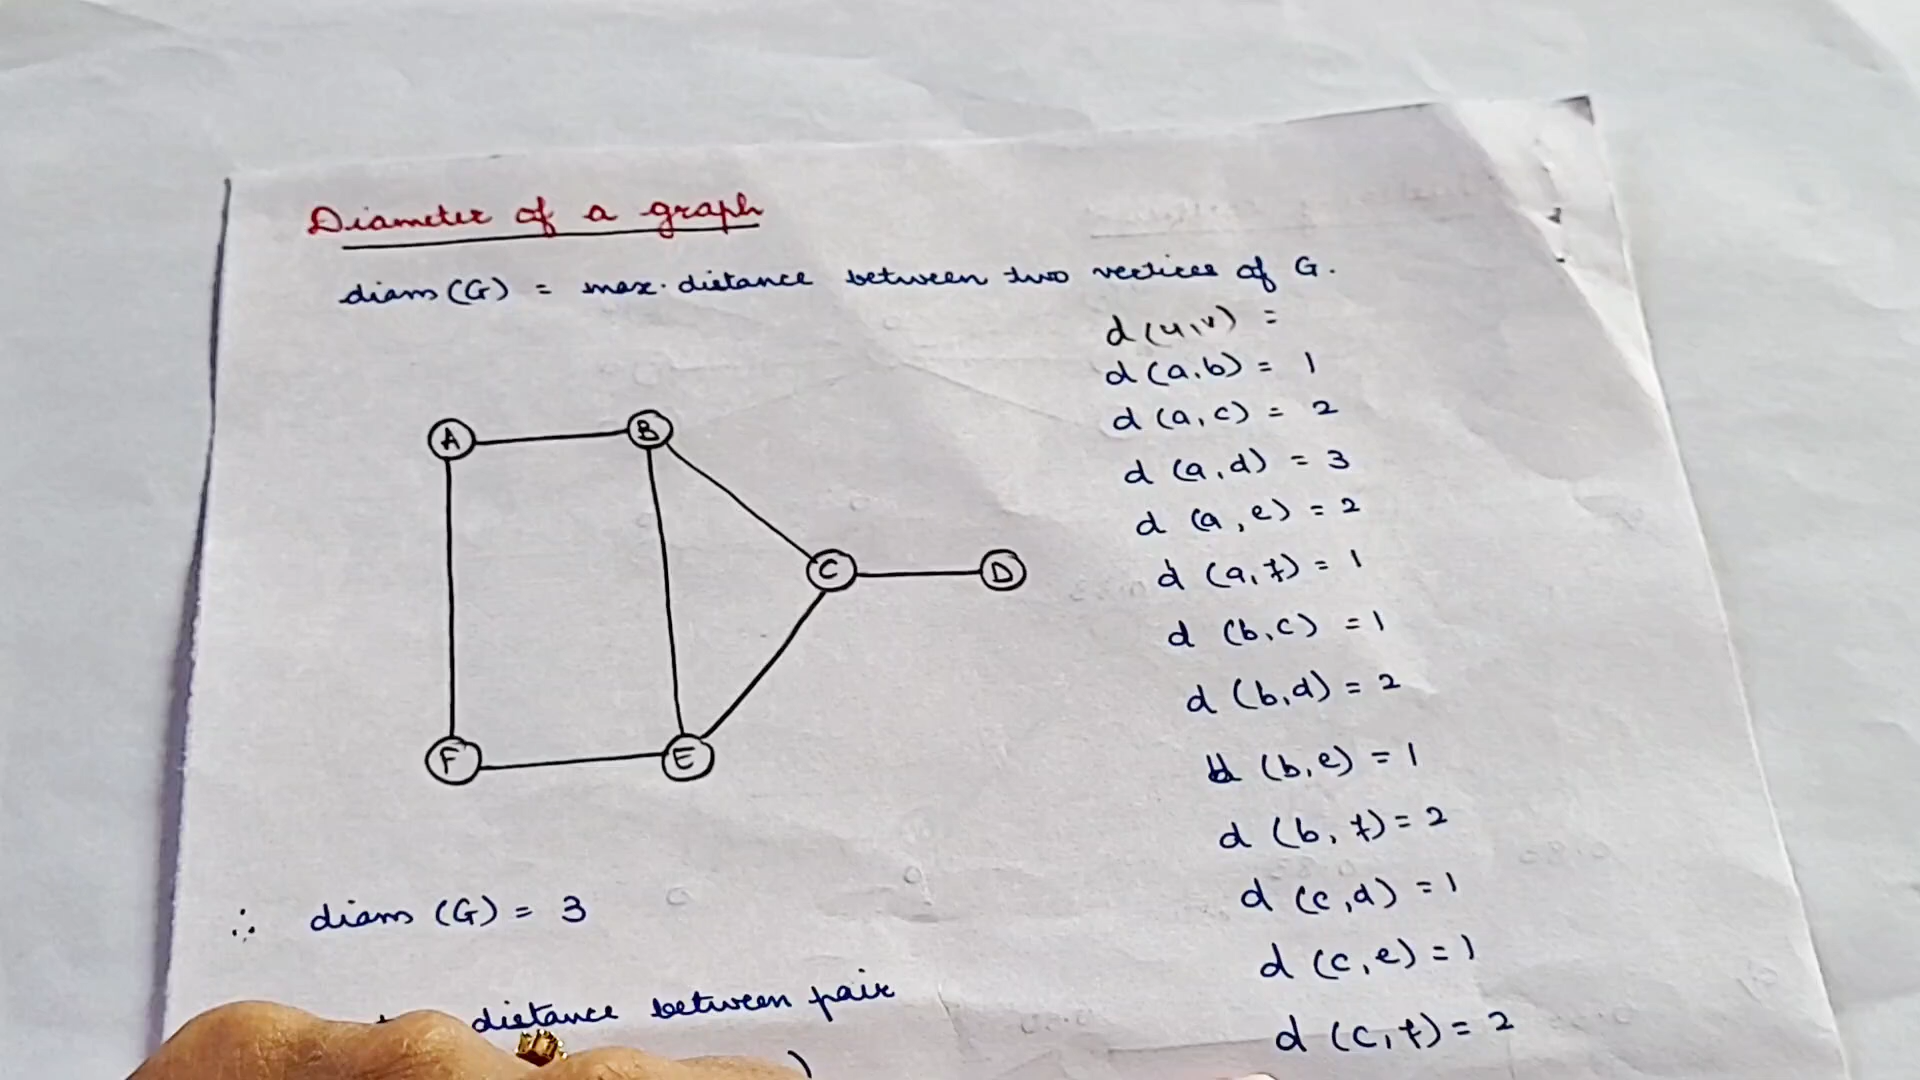 Diameter of a graph
diam (G) = max. distance between two vertices of G.
d (u,v) =
d (a,b) = 1
d (a,c) = 2
d (a,d) = 3
d (a,e) = 2
d (a,f) = 1
d (b,c) = 1
d (b,d) = 2
d (b,e) = 1
d (b,f) = 2
d (c,d) = 1
d (c,e) = 1
d (c,f) = 2
A
B
C
D
F
E
∴ diam (G) = 3
distance between pair
)